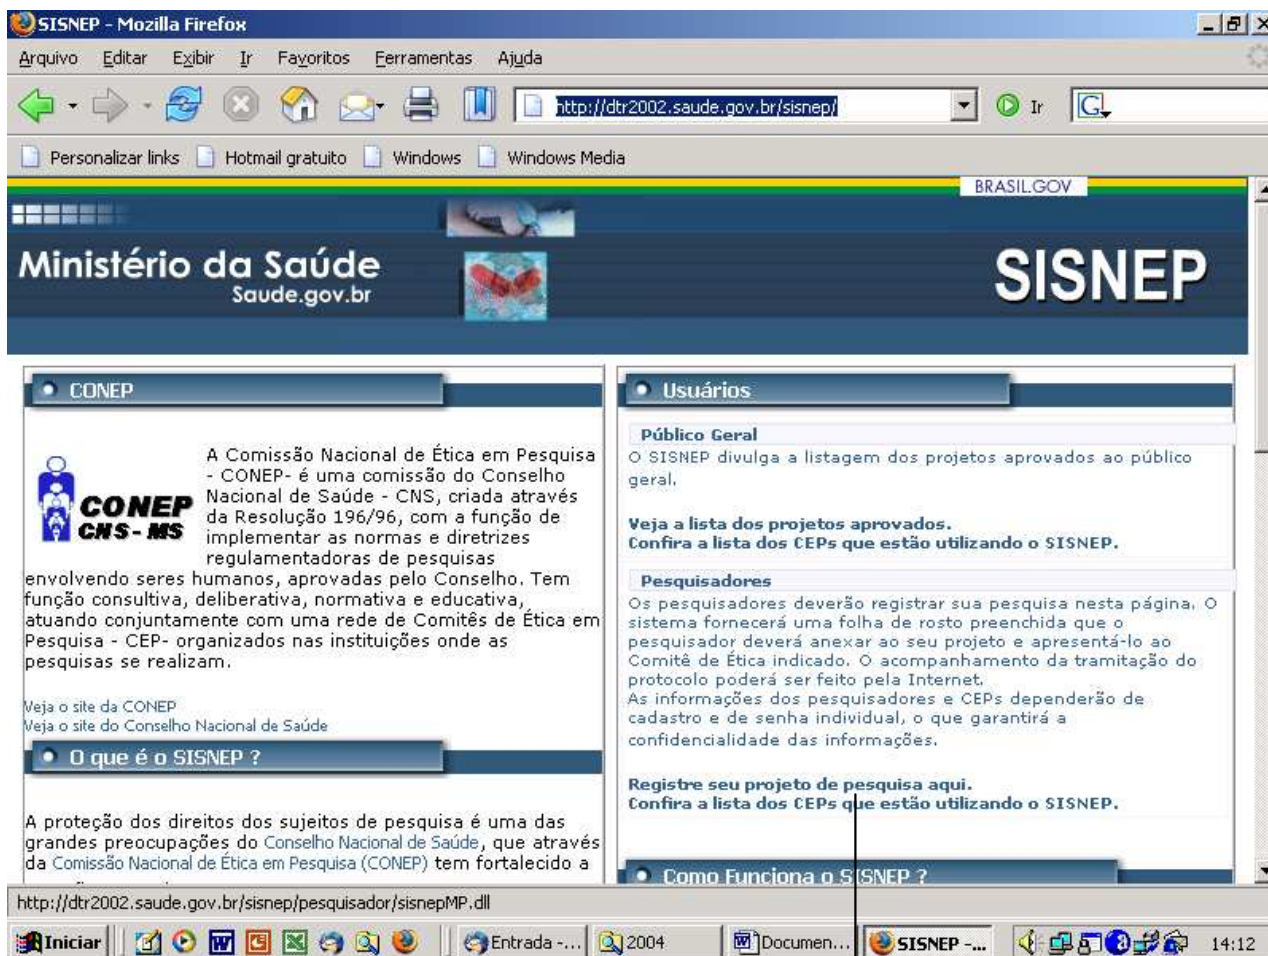 SISNEP - Mozilla Firefox
Arquivo Editar Exibir Ir Favoritos Ferramentas Ajuda
http://dtr2002.saude.gov.br/sisnep/
Ir
G
Personalizar links Hotmail gratuito Windows Windows Media
BRASIL.GOV
Ministério da Saúde
Saude.gov.br
SISNEP
CONEP
CONEP
CNS - MS
A Comissão Nacional de Ética em Pesquisa
- CONEP- é uma comissão do Conselho
Nacional de Saúde - CNS, criada através
da Resolução 196/96, com a função de
implementar as normas e diretrizes
regulamentadoras de pesquisas
envolvendo seres humanos, aprovadas pelo Conselho. Tem
função consultiva, deliberativa, normativa e educativa,
atuando conjuntamente com uma rede de Comitês de Ética em
Pesquisa - CEP- organizados nas instituições onde as
pesquisas se realizam.
Veja o site da CONEP
Veja o site do Conselho Nacional de Saúde
O que é o SISNEP ?
A proteção dos direitos dos sujeitos de pesquisa é uma das
grandes preocupações do Conselho Nacional de Saúde, que através
da Comissão Nacional de Ética em Pesquisa (CONEP) tem fortalecido a
Usuários
Público Geral
O SISNEP divulga a listagem dos projetos aprovados ao público
geral.
Veja a lista dos projetos aprovados.
Confira a lista dos CEPs que estão utilizando o SISNEP.
Pesquisadores
Os pesquisadores deverão registrar sua pesquisa nesta página. O
sistema fornecerá uma folha de rosto preenchida que o
pesquisador deverá anexar ao seu projeto e apresentá-lo ao
Comitê de Ética indicado. O acompanhamento da tramitação do
protocolo poderá ser feito pela Internet.
As informações dos pesquisadores e CEPs dependerão de
cadastro e de senha individual, o que garantirá a
confidencialidade das informações.
Registre seu projeto de pesquisa aqui.
Confira a lista dos CEPs que estão utilizando o SISNEP.
Como Funciona o SISNEP ?
http://dtr2002.saude.gov.br/sisnep/pesquisador/sisnepMP.dll
Iniciar Entrada -... 2004 Documen... SISNEP -... 14:12